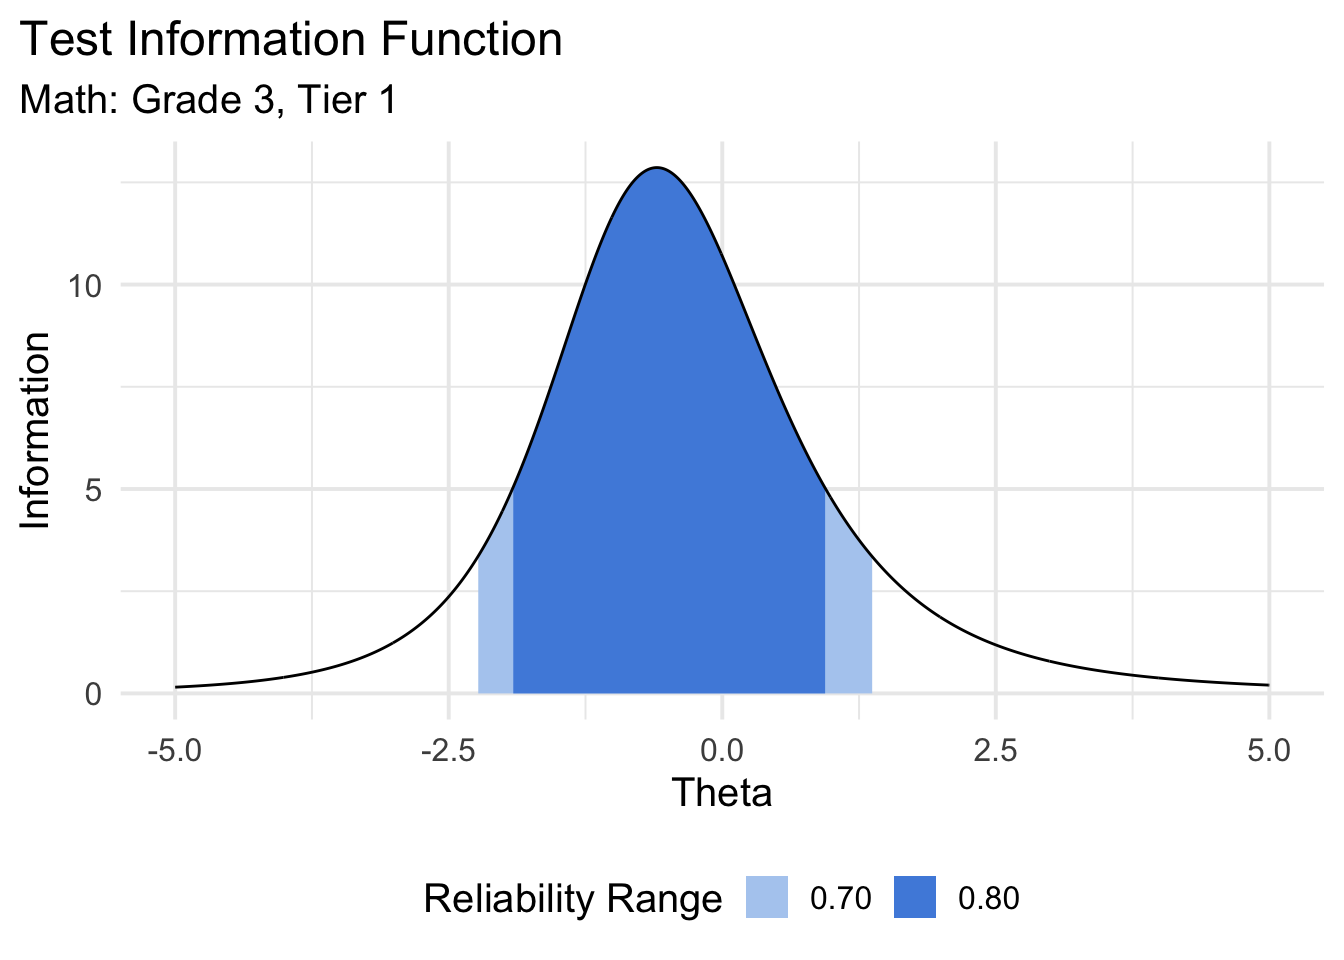 Test Information Function
Math: Grade 3, Tier 1
Information
10
5
0
-5.0
-2.5
0.0
2.5
5.0
Theta
Reliability Range 0.70 0.80